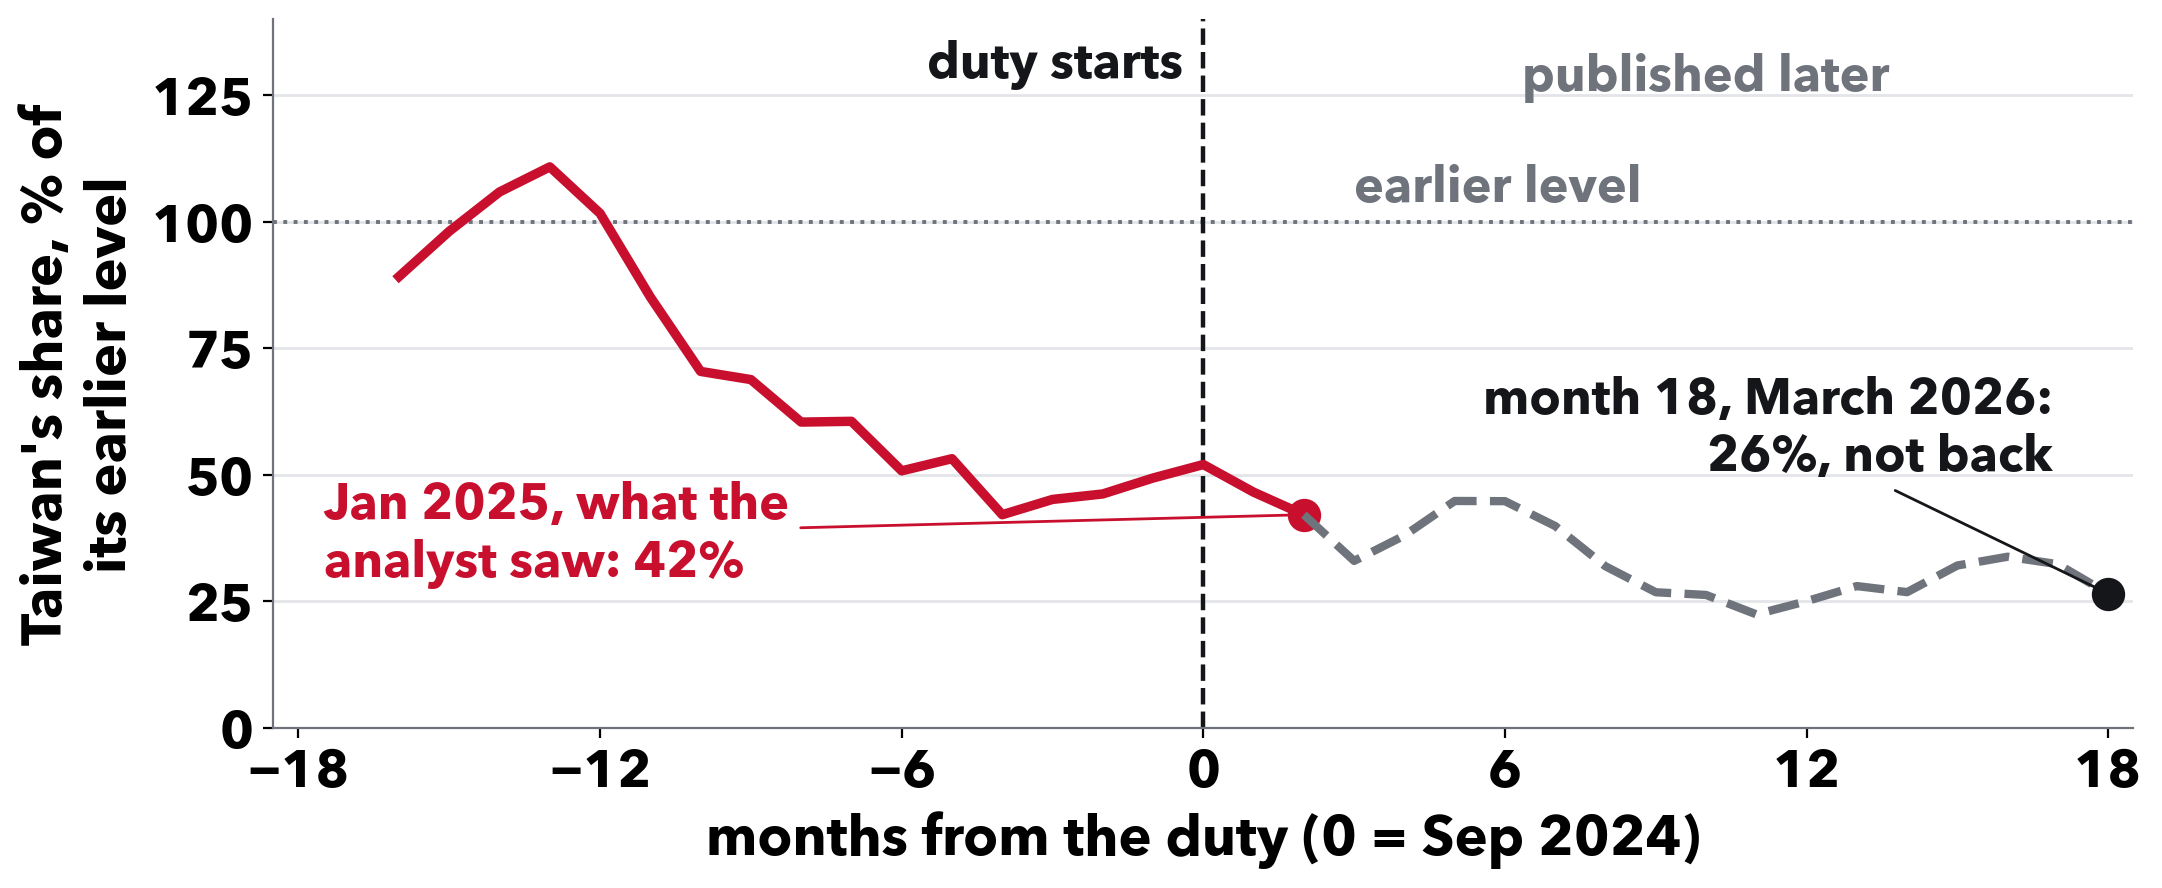 Taiwan's share, % of
its earlier level
125
100
75
50
25
0
duty starts
published later
earlier level
month 18, March 2026:
26%, not back
Jan 2025, what the
analyst saw: 42%
−18
−12
−6
0
6
12
18
months from the duty (0 = Sep 2024)